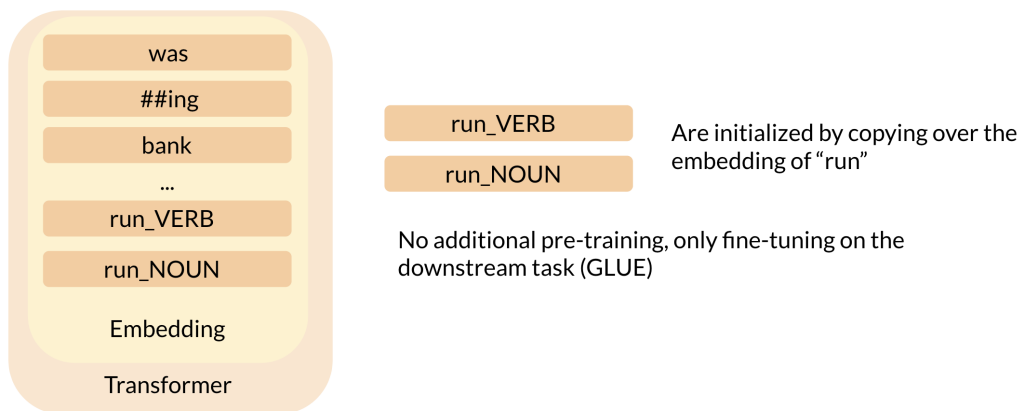 was
##ing
bank
...
run_VERB
run_NOUN
Embedding
Transformer
run_VERB
run_NOUN
Are initialized by copying over the
embedding of “run”
No additional pre-training, only fine-tuning on the
downstream task (GLUE)